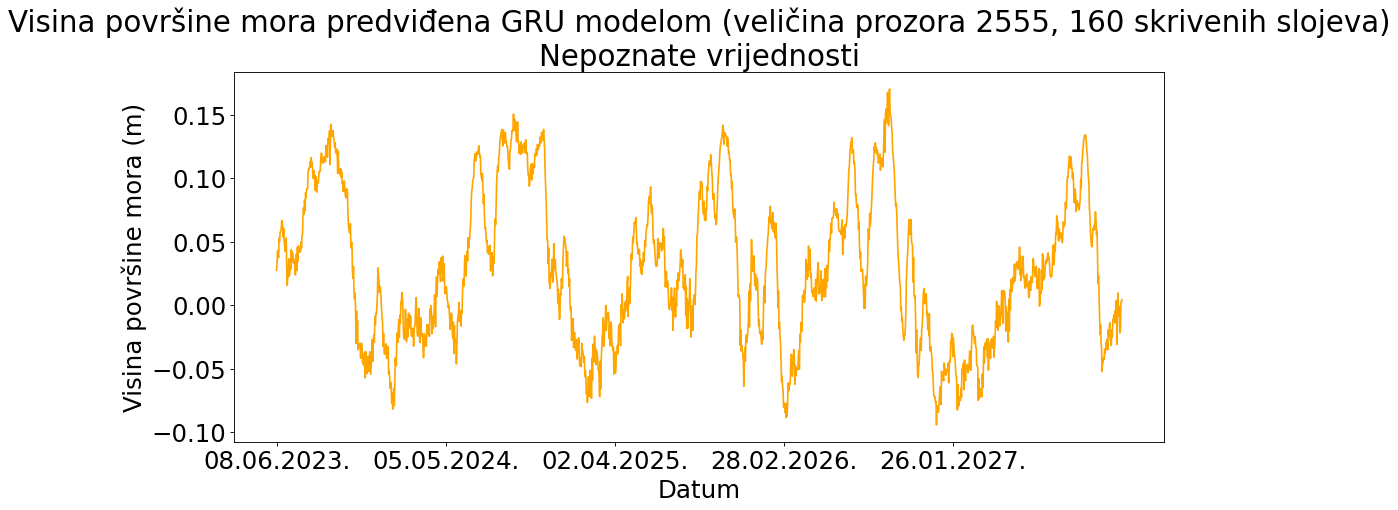 Visina površine mora predviđena GRU modelom (veličina prozora 2555, 160 skrivenih slojeva)
Nepoznate vrijednosti
Visina površine mora (m)
0.15
0.10
0.05
0.00
−0.05
−0.10
08.06.2023. 05.05.2024. 02.04.2025. 28.02.2026. 26.01.2027.
Datum